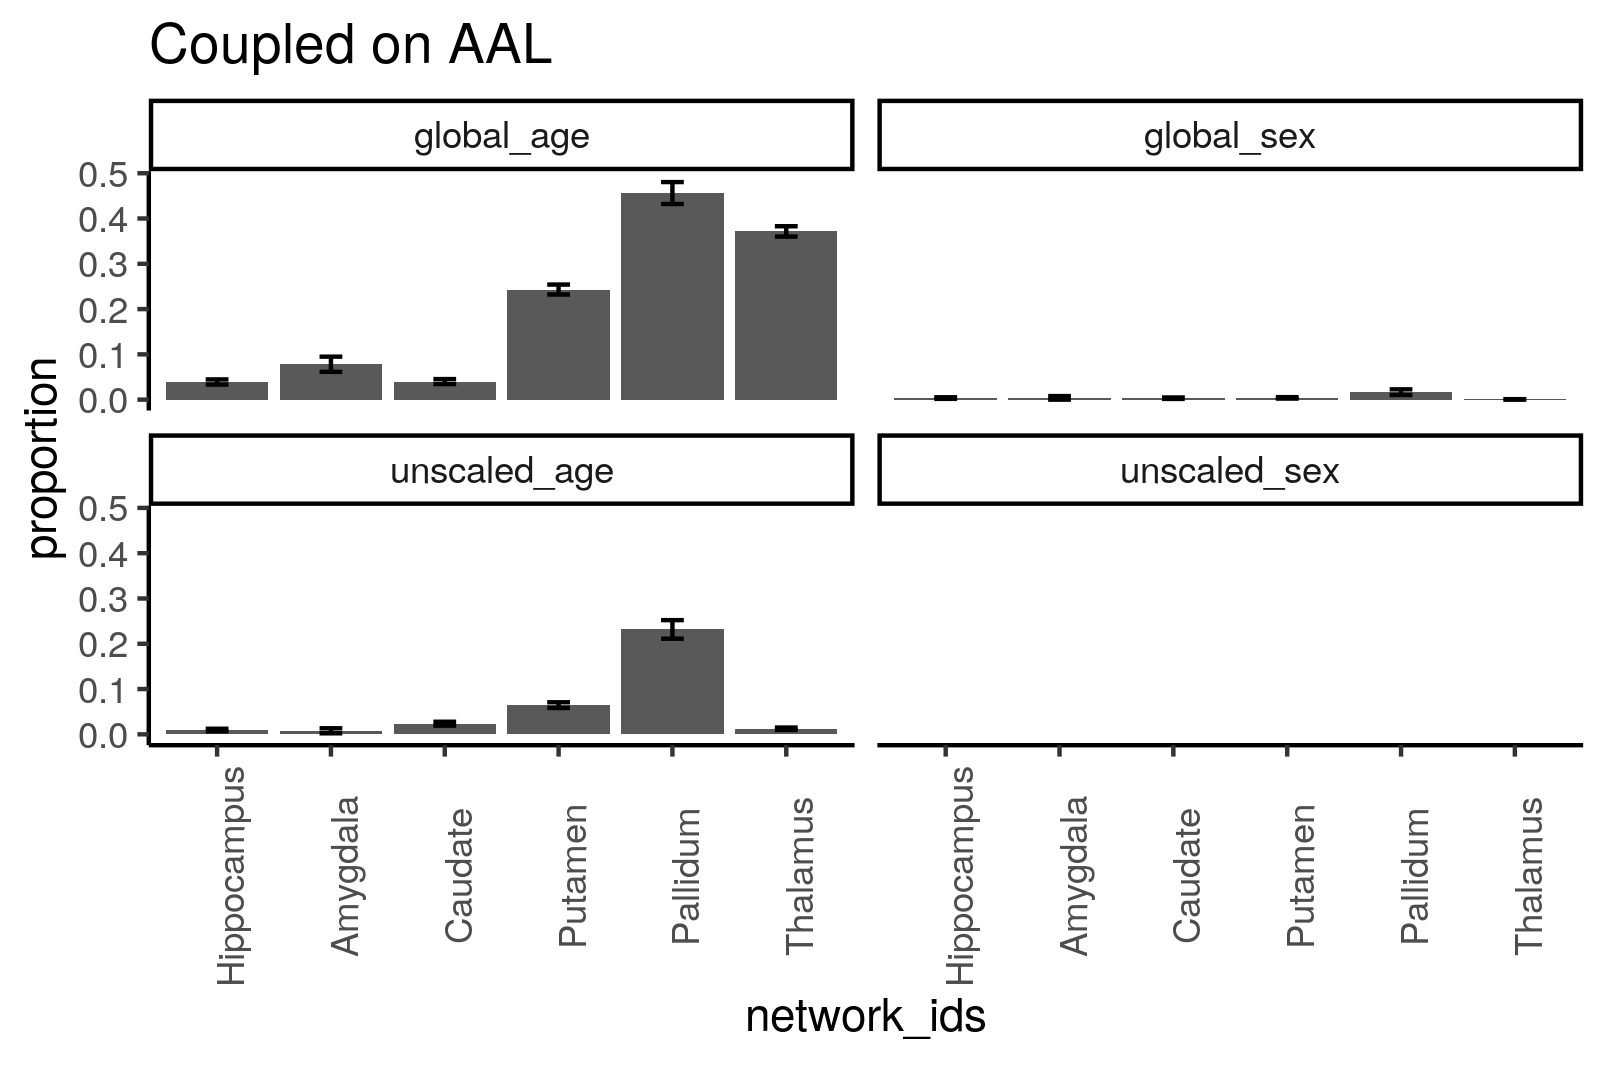 Coupled on AAL
global_age
global_sex
0.5
0.4
0.3
0.2
0.1
0.0
unscaled_age
unscaled_sex
0.5
0.4
0.3
0.2
0.1
0.0
proportion
Hippocampus
Amygdala
Caudate
Putamen
Pallidum
Thalamus
Hippocampus
Amygdala
Caudate
Putamen
Pallidum
Thalamus
network_ids